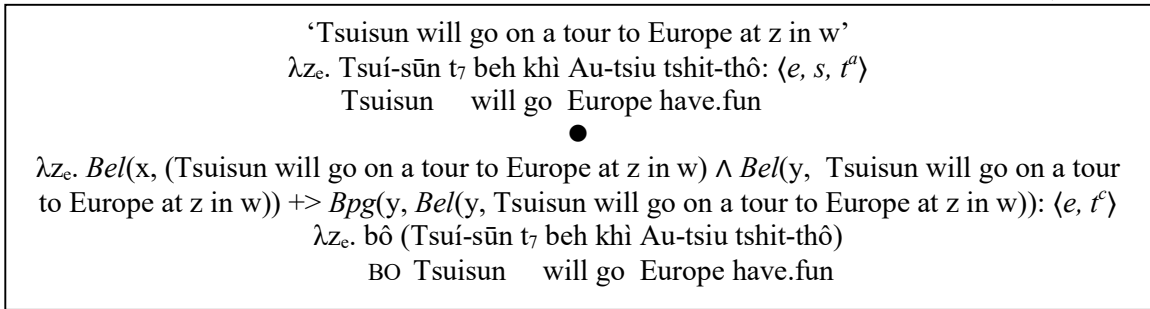 ‘Tsuisun will go on a tour to Europe at z in w’
λzₑ. Tsuí-sūn t₇ beh khì Au-tsiu tshit-thô: ⟨e, s, tᵃ⟩
Tsuisun will go Europe have.fun
●
λzₑ. Bel(x, (Tsuisun will go on a tour to Europe at z in w) ∧ Bel(y, Tsuisun will go on a tour
to Europe at z in w)) +> Bpg(y, Bel(y, Tsuisun will go on a tour to Europe at z in w)): ⟨e, tᶜ⟩
λzₑ. bô (Tsuí-sūn t₇ beh khì Au-tsiu tshit-thô)
BO Tsuisun will go Europe have.fun